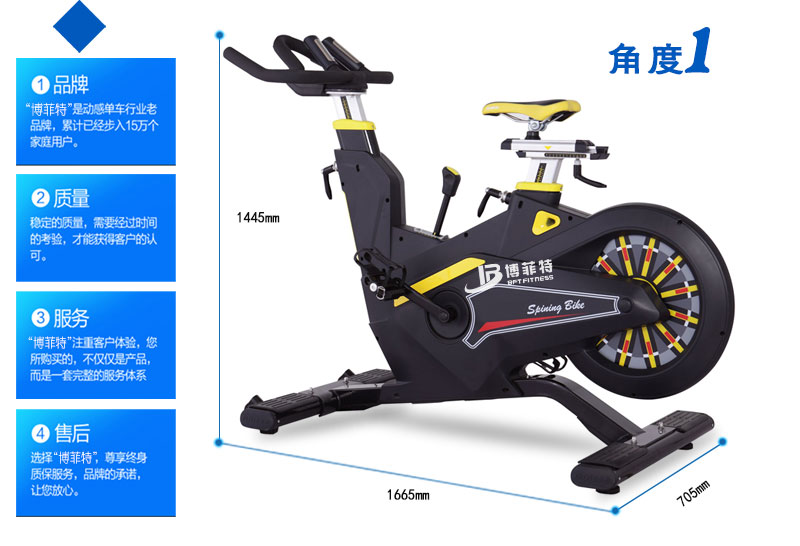 1 品牌
“博菲特”是动感单车行业老
品牌，累计已经步入15万个
家庭用户。
2 质量
稳定的质量，需要经过时间
的考验，才能获得客户的认
可。
3 服务
“博菲特”注重客户体验，您
所购买的，不仅仅是产品，
而是一套完整的服务体系
4 售后
选择“博菲特”，尊享终身
质保服务，品牌的承诺，
让您放心。
角度1
1445mm
博菲特
BFT FITNESS
Spining Bike
1665mm
705mm